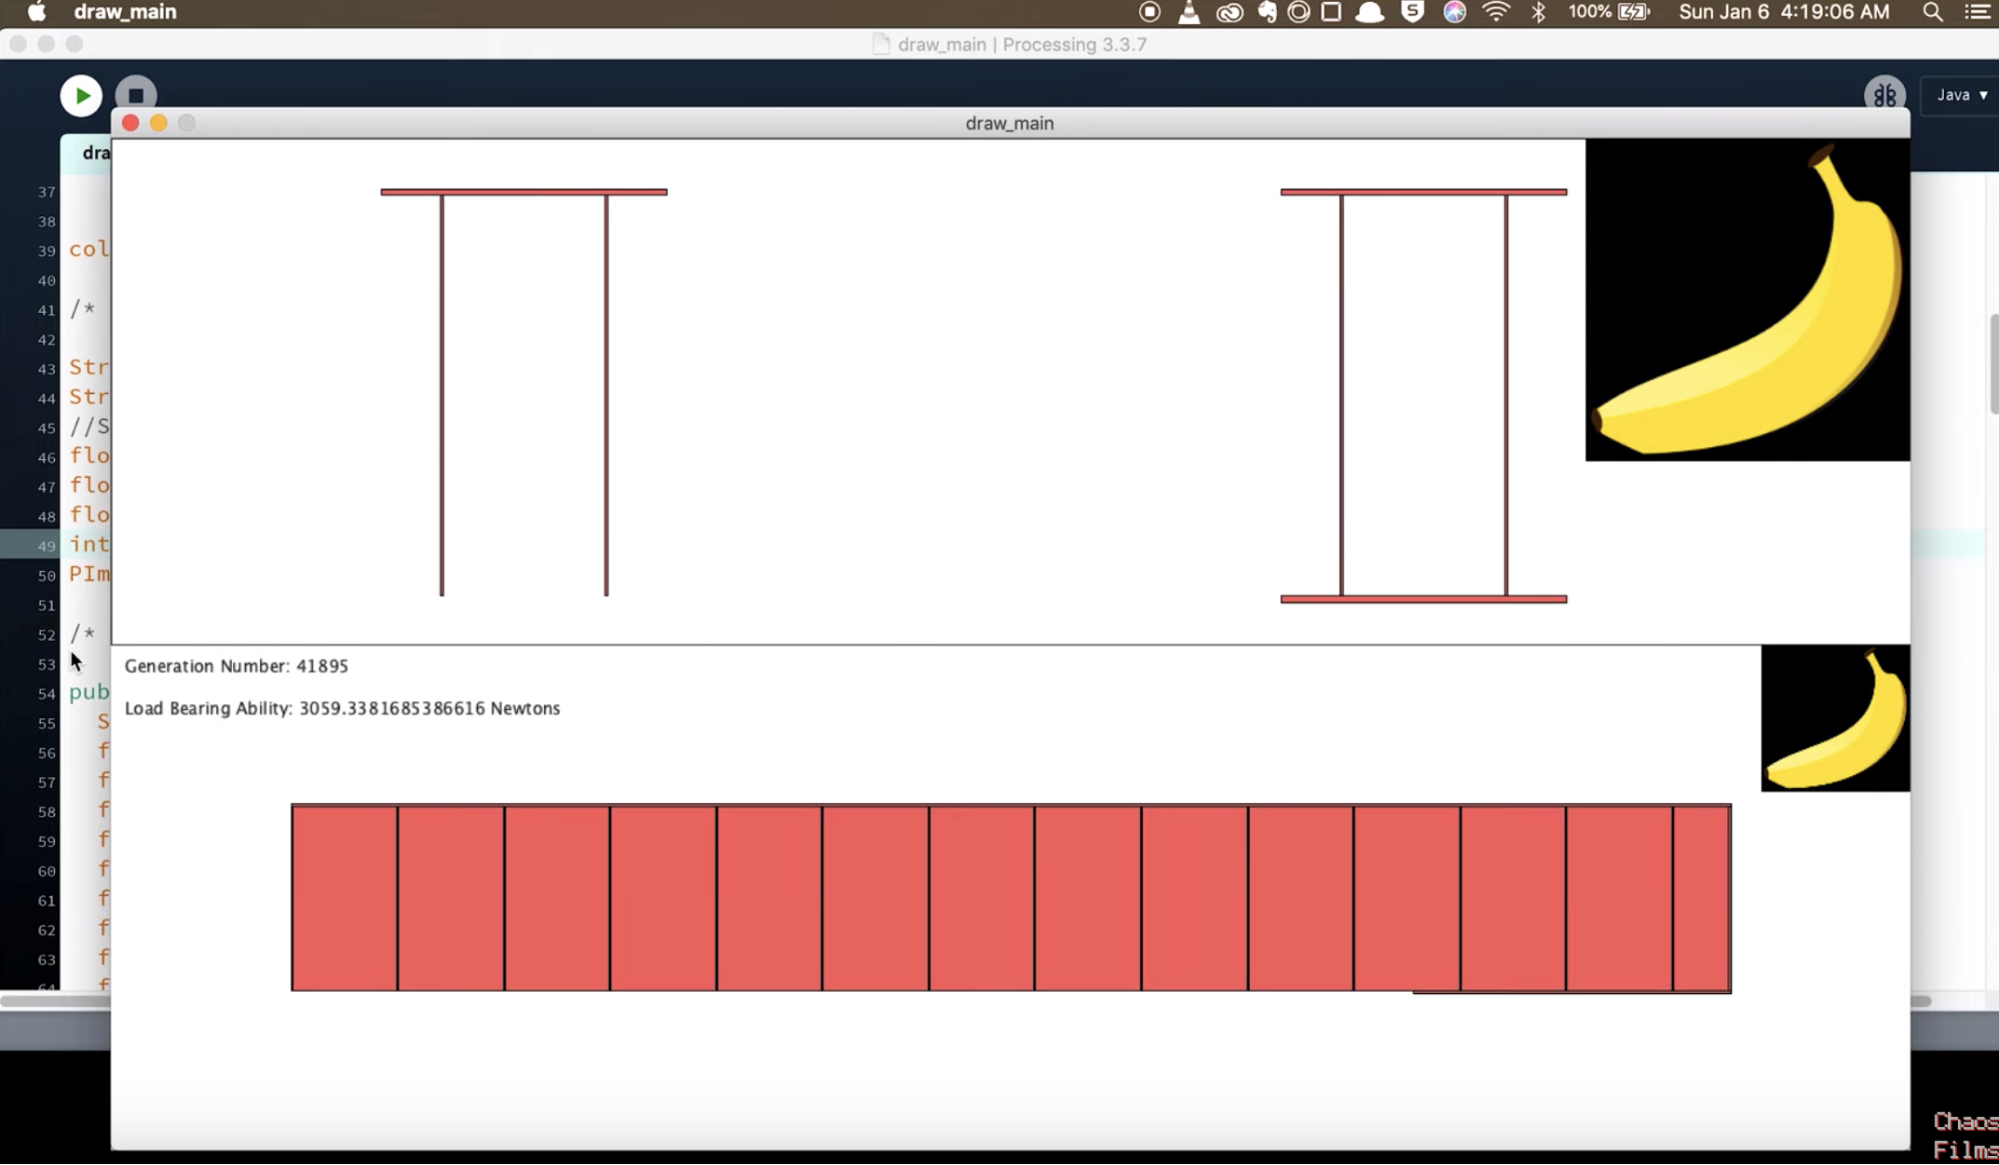 draw_main
100%
Sun Jan 6 4:19:06 AM
draw_main | Processing 3.3.7
Java
draw_main
dra
37
38
39 col
40
41 /*
42
43 Str
44 Str
45 //S
46 flo
47 flo
48 flo
49 int
50 PIm
51
52 /*
53
54 pub
55 S
56 f
57 f
58 f
59 f
60 f
61 f
62 f
63 f
64 f
Generation Number: 41895
Load Bearing Ability: 3059.3381685386616 Newtons
Chaos
Films